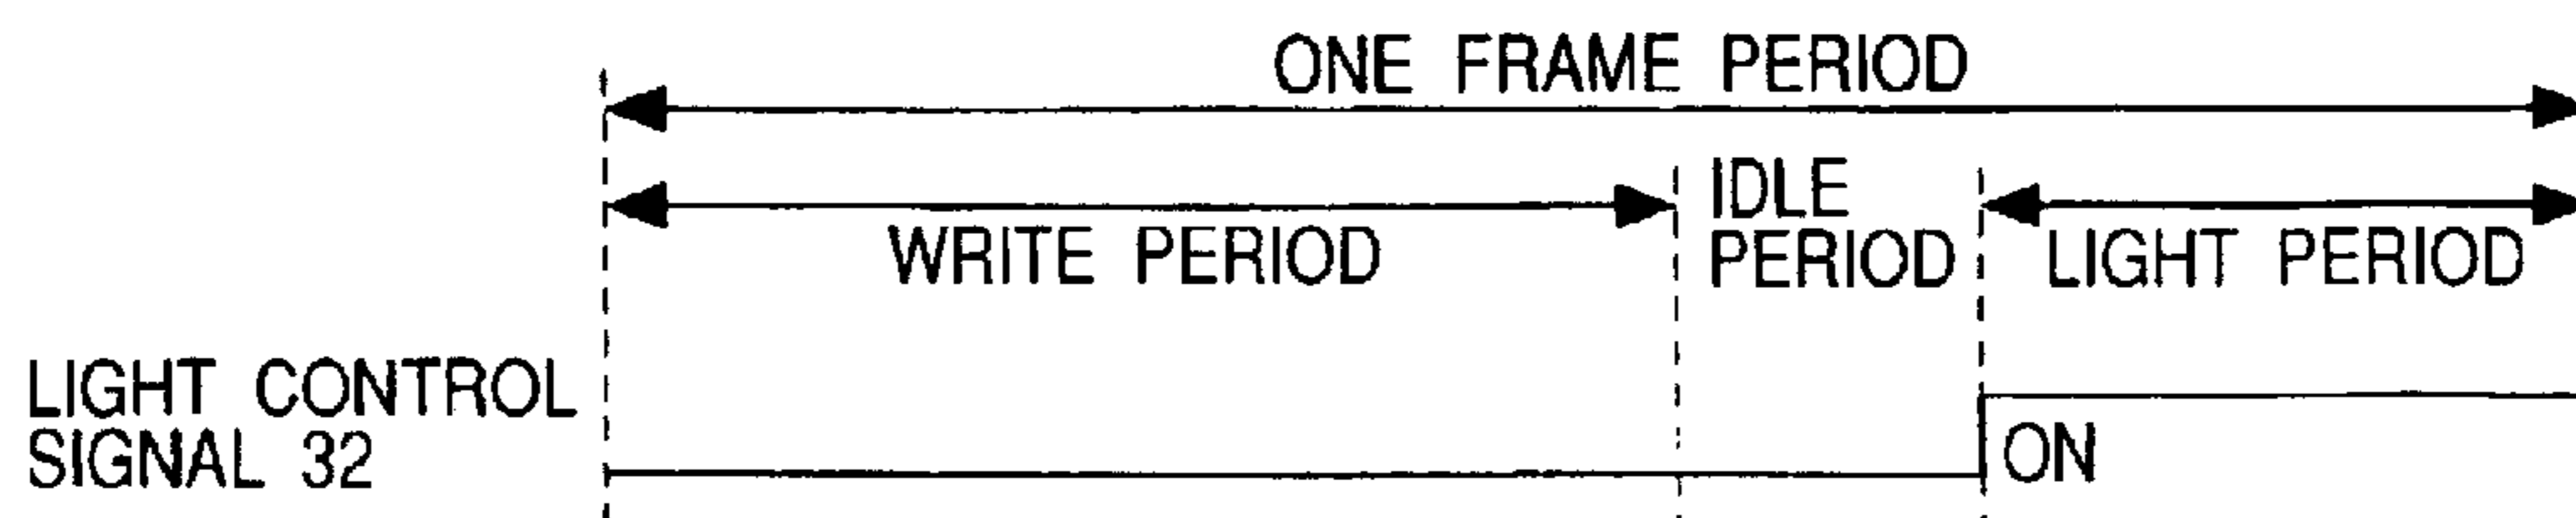 ONE FRAME PERIOD
IDLE
PERIOD
WRITE PERIOD
LIGHT PERIOD
LIGHT CONTROL
SIGNAL 32
ON